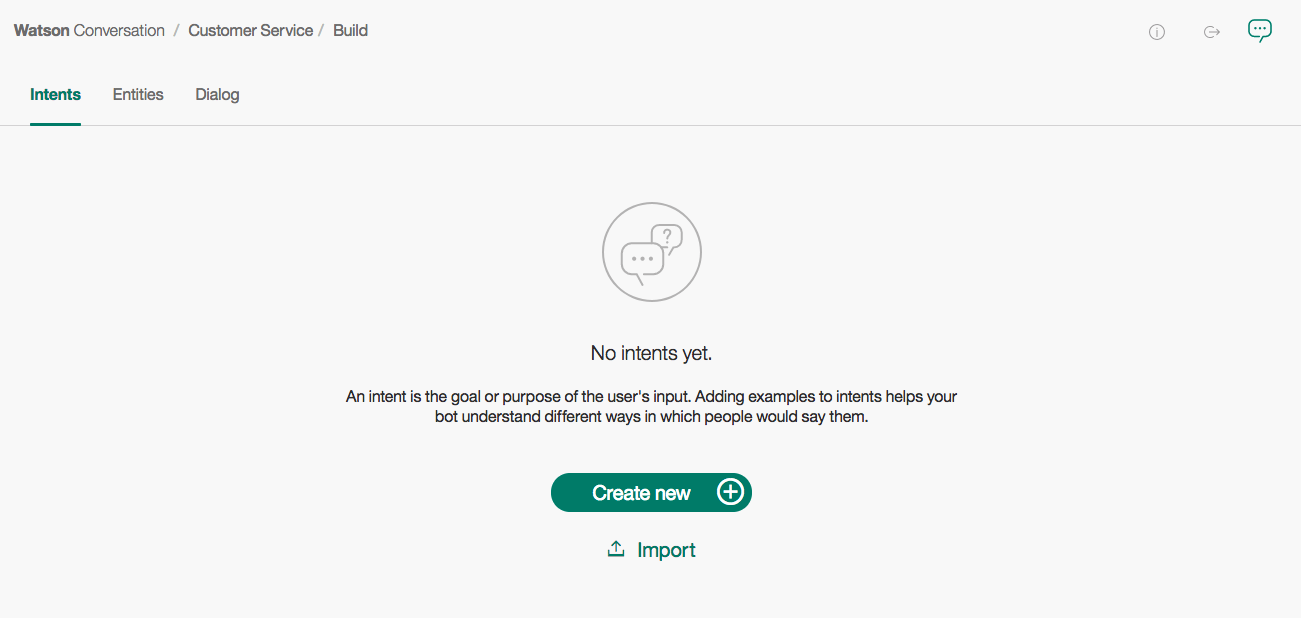 Watson Conversation / Customer Service / Build
Intents Entities Dialog
?
No intents yet.
An intent is the goal or purpose of the user's input. Adding examples to intents helps your
bot understand different ways in which people would say them.
Create new
Import